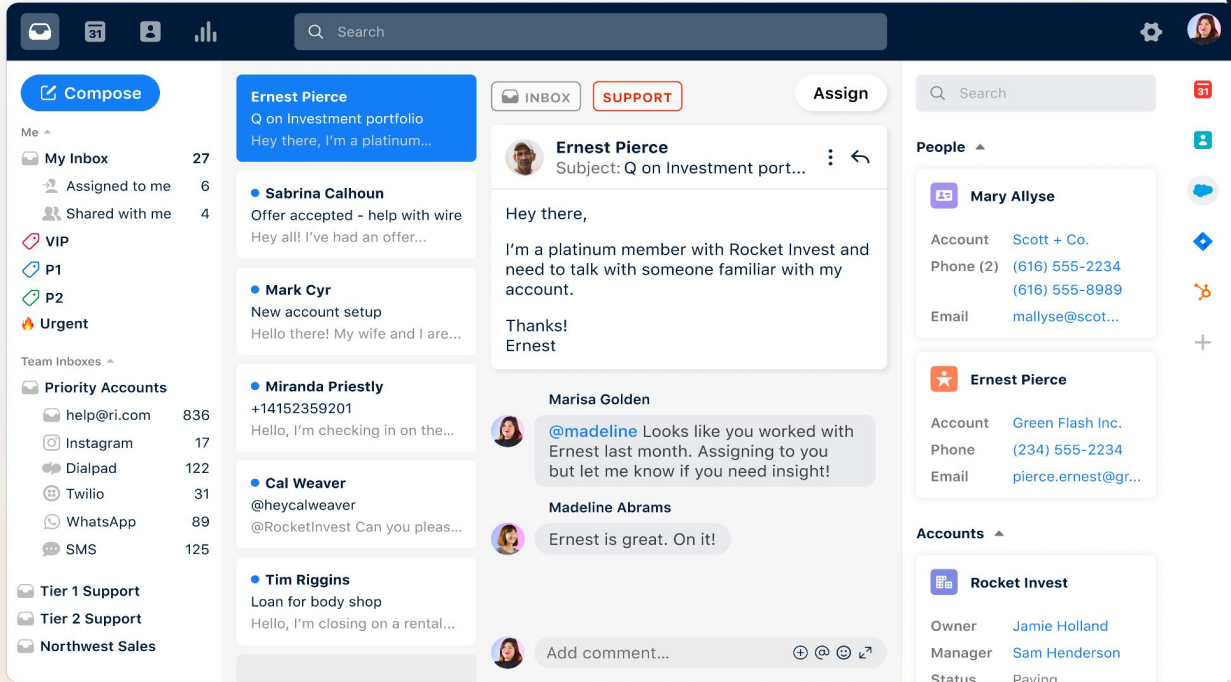 31
Search
Compose
Me
My Inbox 27
Assigned to me 6
Shared with me 4
VIP
P1
P2
Urgent
Team Inboxes
Priority Accounts
help@ri.com 836
Instagram 17
Dialpad 122
Twilio 31
WhatsApp 89
SMS 125
Tier 1 Support
Tier 2 Support
Northwest Sales
Ernest Pierce
Q on Investment portfolio
Hey there, I'm a platinum...
Sabrina Calhoun
Offer accepted - help with wire
Hey all! I've had an offer...
Mark Cyr
New account setup
Hello there! My wife and I are...
Miranda Priestly
+14152359201
Hello, I'm checking in on the...
Cal Weaver
@heycalweaver
@RocketInvest Can you pleas...
Tim Riggins
Loan for body shop
Hello, I'm closing on a rental...
INBOX SUPPORT Assign
Ernest Pierce
Subject: Q on Investment port...
Hey there,
I'm a platinum member with Rocket Invest and
need to talk with someone familiar with my
account.
Thanks!
Ernest
Marisa Golden
@madeline Looks like you worked with
Ernest last month. Assigning to you
but let me know if you need insight!
Madeline Abrams
Ernest is great. On it!
Add comment...
Search
People
Mary Allyse
Account Scott + Co.
Phone (2) (616) 555-2234
(616) 555-8989
Email mallyse@scot...
Ernest Pierce
Account Green Flash Inc.
Phone (234) 555-2234
Email pierce.ernest@gr...
Accounts
Rocket Invest
Owner Jamie Holland
Manager Sam Henderson
Status Paying
31